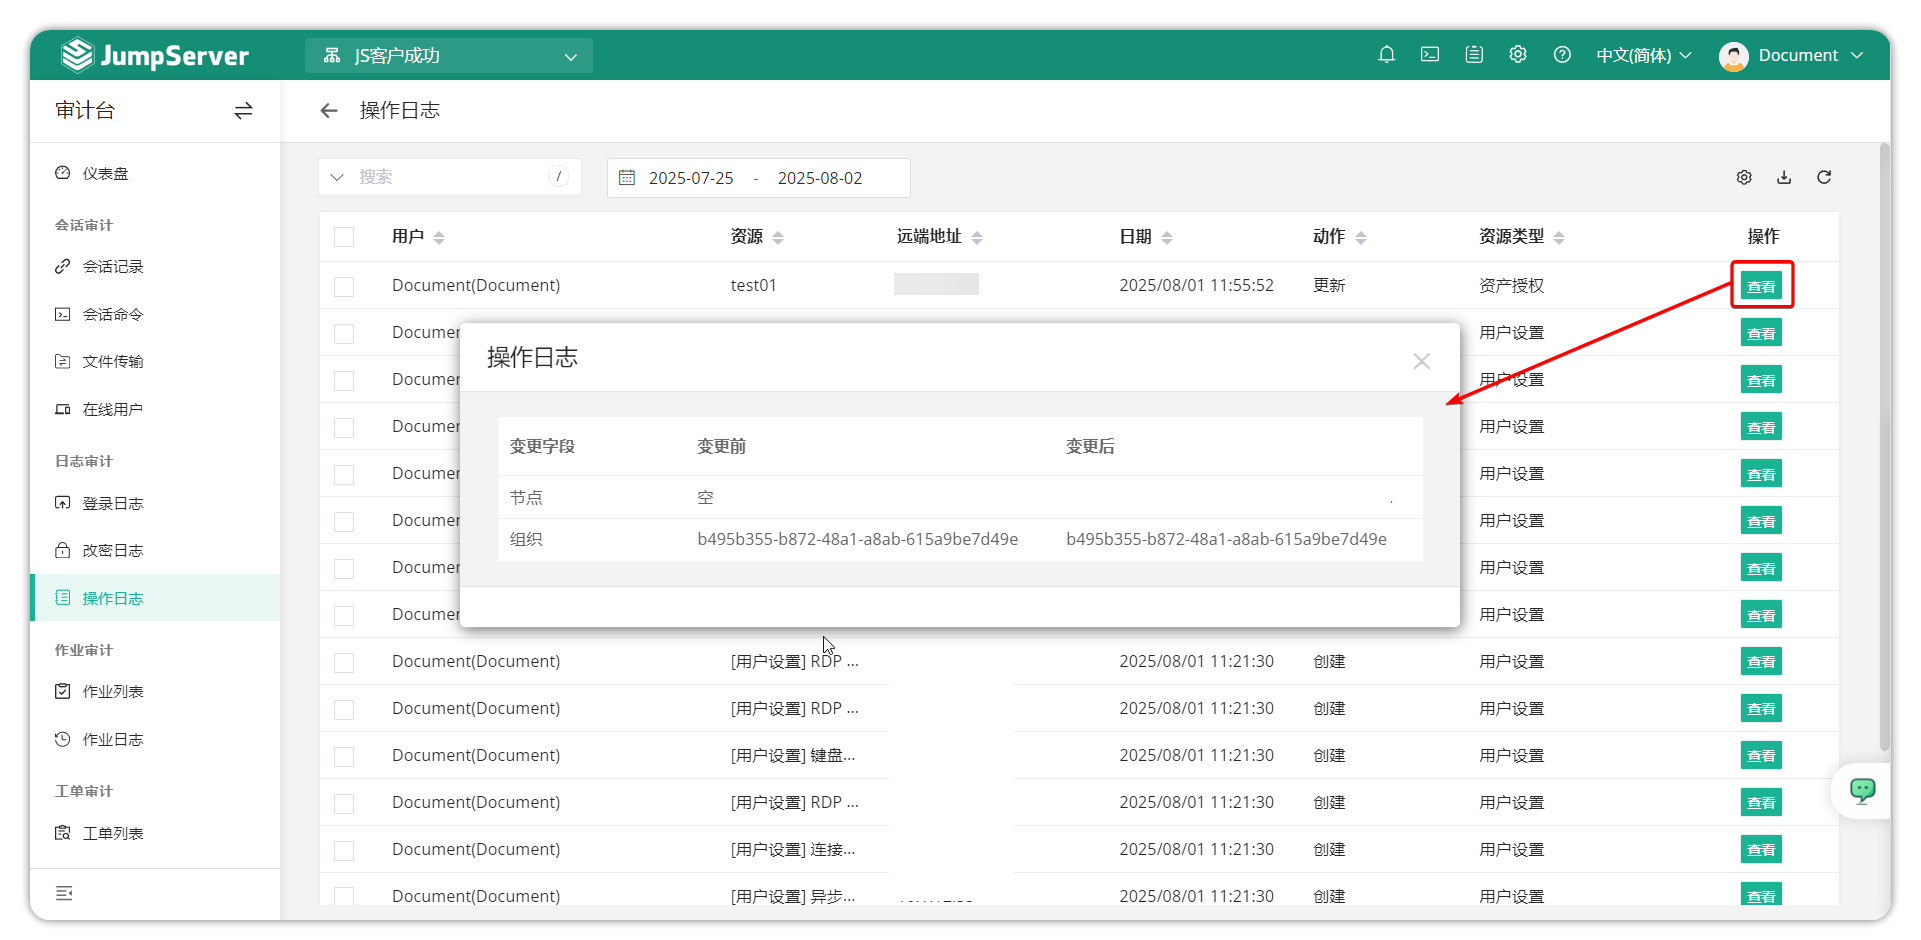 JumpServer
JS客户成功
中文(简体)
Document
审计台
操作日志
仪表盘
会话审计
会话记录
会话命令
文件传输
在线用户
日志审计
登录日志
改密日志
操作日志
作业审计
作业列表
作业日志
工单审计
工单列表
搜索
/
2025-07-25 - 2025-08-02
用户 资源 远端地址 日期 动作 资源类型 操作
Document(Document) test01 2025/08/01 11:55:52 更新 资产授权 查看
Documen 用户设置 查看
Documen 用户设置 查看
Documen 用户设置 查看
Documen 用户设置 查看
Documen 用户设置 查看
Documen 用户设置 查看
Documen 用户设置 查看
操作日志
变更字段 变更前 变更后
节点 空 .
组织 b495b355-b872-48a1-a8ab-615a9be7d49e b495b355-b872-48a1-a8ab-615a9be7d49e
Document(Document) [用户设置] RDP ... 2025/08/01 11:21:30 创建 用户设置 查看
Document(Document) [用户设置] RDP ... 2025/08/01 11:21:30 创建 用户设置 查看
Document(Document) [用户设置] 键盘... 2025/08/01 11:21:30 创建 用户设置 查看
Document(Document) [用户设置] RDP ... 2025/08/01 11:21:30 创建 用户设置 查看
Document(Document) [用户设置] 连接... 2025/08/01 11:21:30 创建 用户设置 查看
Document(Document) [用户设置] 异步... 2025/08/01 11:21:30 创建 用户设置 查看